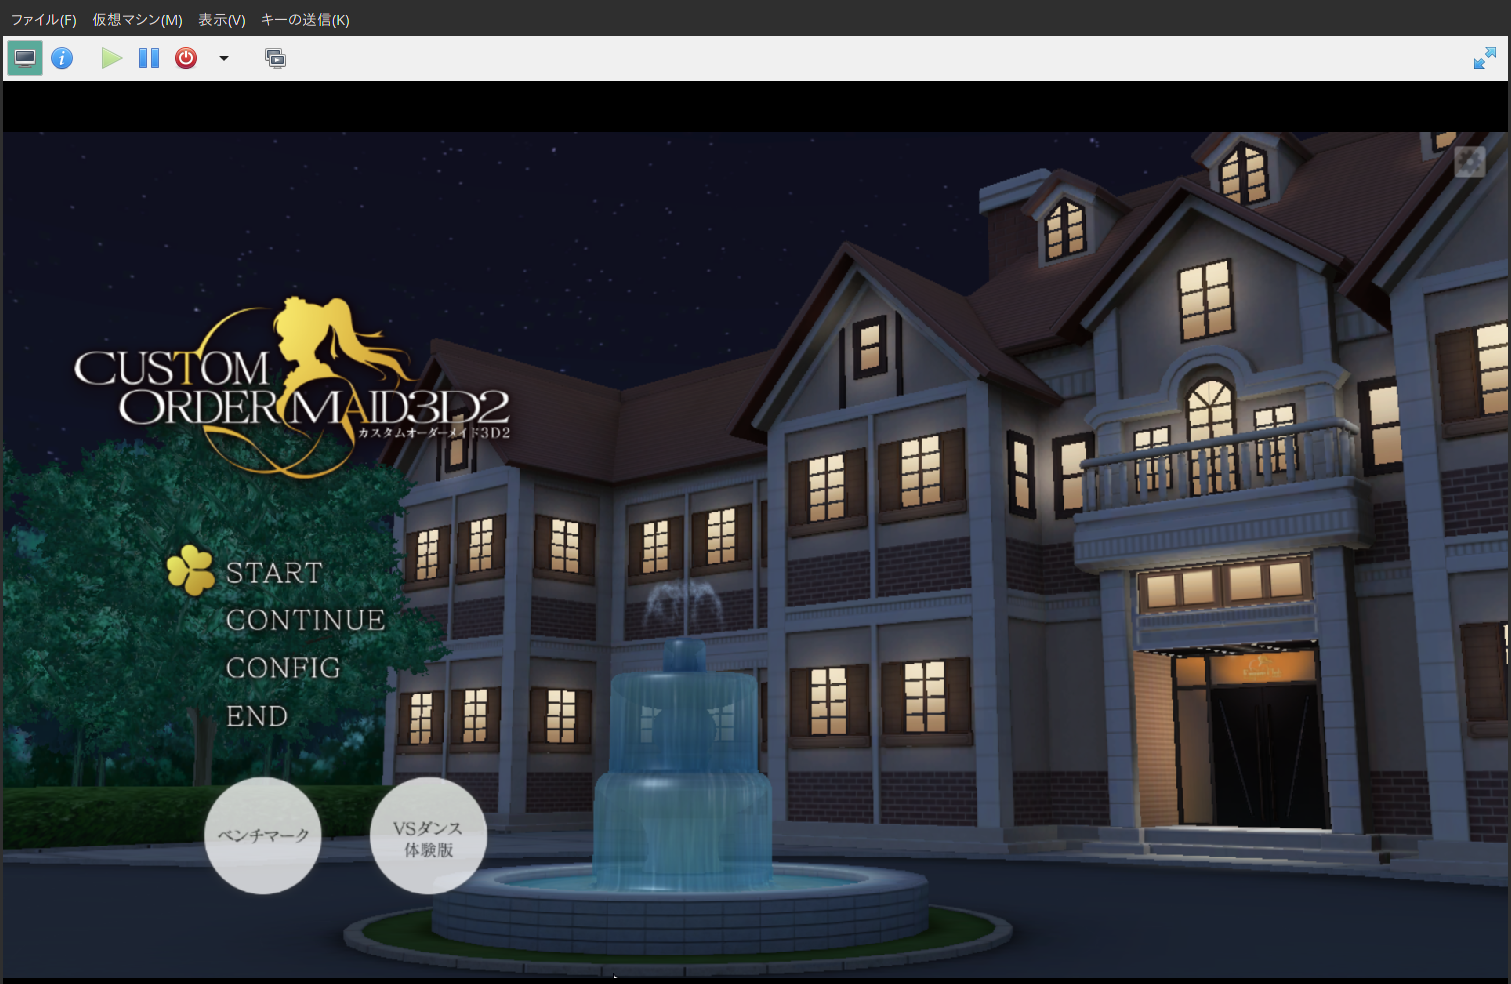 ファイル(F) 仮想マシン(M) 表示(V) キーの送信(K)
CUSTOM
ORDER MAID3D2
カスタムオーダーメイド3D2
START
CONTINUE
CONFIG
END
ベンチマーク
VSダンス
体験版